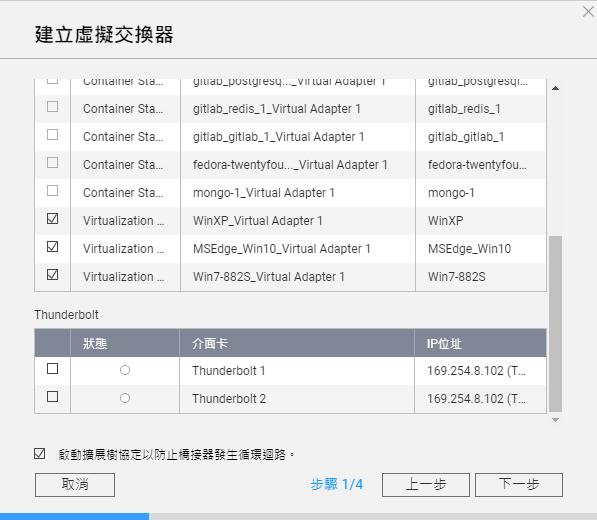 建立虛擬交換器
Container Sta... gitlab_postgresq..._Virtual Adapter 1 gitlab_postgresql...
Container Sta... gitlab_redis_1_Virtual Adapter 1 gitlab_redis_1
Container Sta... gitlab_gitlab_1_Virtual Adapter 1 gitlab_gitlab_1
Container Sta... fedora-twentyfou..._Virtual Adapter 1 fedora-twentyfou...
Container Sta... mongo-1_Virtual Adapter 1 mongo-1
Virtualization ... WinXP_Virtual Adapter 1 WinXP
Virtualization ... MSEdge_Win10_Virtual Adapter 1 MSEdge_Win10
Virtualization ... Win7-882S_Virtual Adapter 1 Win7-882S
Thunderbolt
狀態 介面卡 IP位址
Thunderbolt 1 169.254.8.102 (T...
Thunderbolt 2 169.254.8.102 (T...
啟動擴展樹協定以防止橋接器發生循環迴路。
取消 步驟 1/4 上一步 下一步